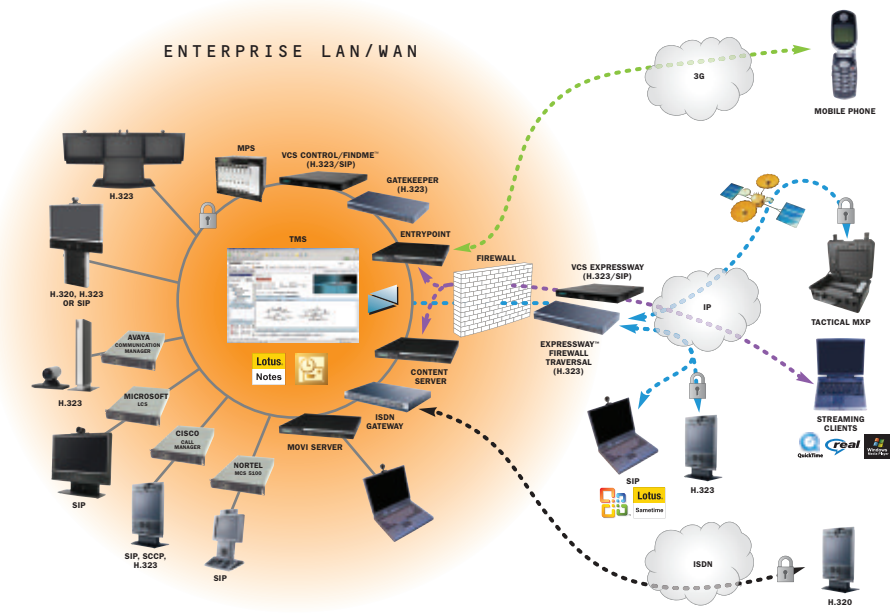 ENTERPRISE LAN/WAN
3G
MOBILE PHONE
MPS
VCS CONTROL/FINDME™
(H.323/SIP)
GATEKEEPER
(H.323)
H.323
ENTRYPOINT
TMS
FIREWALL
VCS EXPRESSWAY
(H.323/SIP)
IP
H.320, H.323
OR SIP
TACTICAL MXP
AVAYA
COMMUNICATION
MANAGER
EXPRESSWAY™
FIREWALL
TRAVERSAL
(H.323)
Lotus.
Notes
CONTENT
SERVER
H.323
MICROSOFT
LCS
ISDN
GATEWAY
STREAMING
CLIENTS
CISCO
CALL
MANAGER
MOVI SERVER
QuickTime
real
Windows
Media Player
NORTEL
MCS 5100
SIP
SIP
H.323
Lotus.
Sametime
SIP, SCCP,
H.323
SIP
ISDN
H.320